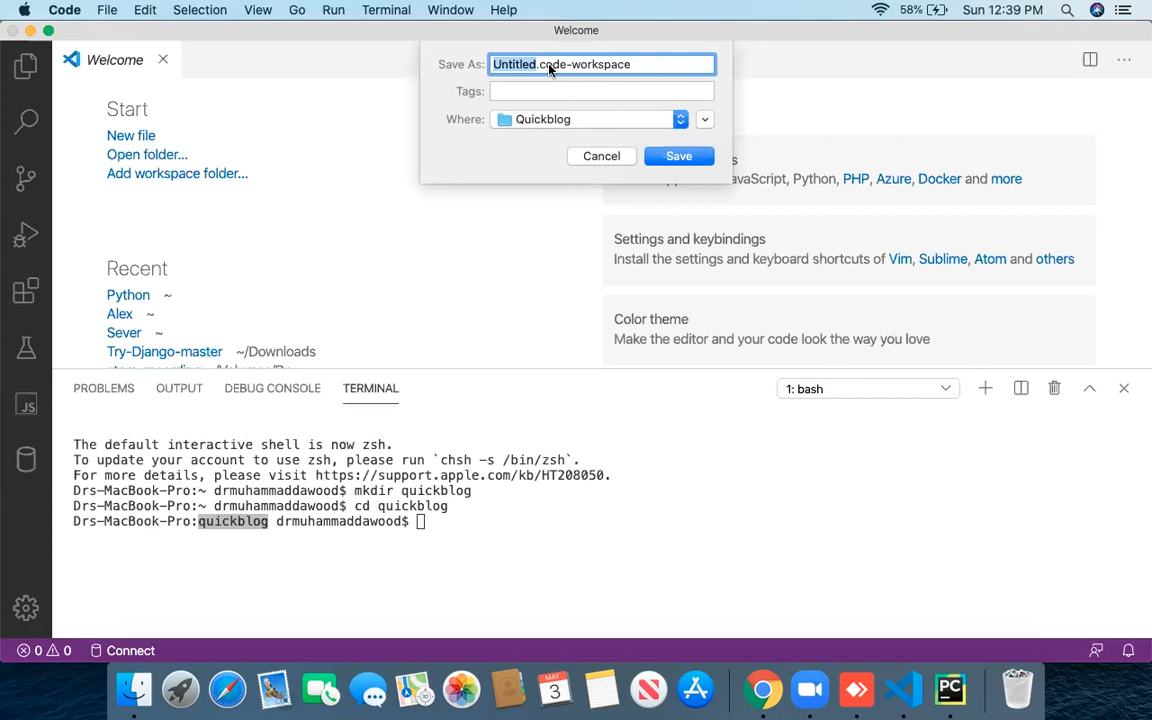 Code File Edit Selection View Go Run Terminal Window Help 58% Sun 12:39 PM
Welcome
Welcome
Save As: Untitled.code-workspace
Tags:
Where: Quickblog
Cancel Save
Start
New file
Open folder...
Add workspace folder...
Recent
Python ~
Alex ~
Sever ~
Try-Django-master ~/Downloads
JavaScript, Python, PHP, Azure, Docker and more
Settings and keybindings
Install the settings and keyboard shortcuts of Vim, Sublime, Atom and others
Color theme
Make the editor and your code look the way you love
PROBLEMS OUTPUT DEBUG CONSOLE TERMINAL 1: bash
The default interactive shell is now zsh.
To update your account to use zsh, please run `chsh -s /bin/zsh`.
For more details, please visit https://support.apple.com/kb/HT208050.
Drs-MacBook-Pro:~ drmuhammaddawood$ mkdir quickblog
Drs-MacBook-Pro:~ drmuhammaddawood$ cd quickblog
Drs-MacBook-Pro:quickblog drmuhammaddawood$
0 0 Connect
MAY
3
PC